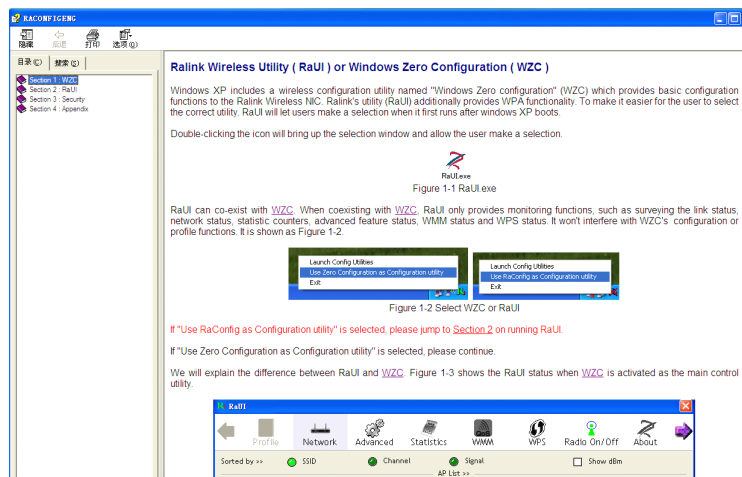 RACONFIGENG
隐藏 后退 打印 选项(O)
目录(C) 搜索(S)
Section 1 : WZC
Section 2 : RaUI
Section 3 : Security
Section 4 : Appendix
Ralink Wireless Utility ( RaUI ) or Windows Zero Configuration ( WZC )
Windows XP includes a wireless configuration utility named "Windows Zero configuration" (WZC) which provides basic configuration
functions to the Ralink Wireless NIC. Ralink's utility (RaUI) additionally provides WPA functionality. To make it easier for the user to select
the correct utility. RaUI will let users make a selection when it first runs after windows XP boots.
Double-clicking the icon will bring up the selection window and allow the user make a selection.
RaUI.exe
Figure 1-1 RaUI.exe
RaUI can co-exist with WZC. When coexisting with WZC, RaUI only provides monitoring functions, such as surveying the link status,
network status, statistic counters, advanced feature status, WMM status and WPS status. It won't interfere with WZC's configuration or
profile functions. It is shown as Figure 1-2.
Launch Config Utilities
Use Zero Configuration as Configuration utility
Exit
Launch Config Utilities
Use RaConfig as Configuration utility
Exit
Figure 1-2 Select WZC or RaUI
If "Use RaConfig as Configuration utility" is selected, please jump to Section 2 on running RaUI.
If "Use Zero Configuration as Configuration utility" is selected, please continue.
We will explain the difference between RaUI and WZC. Figure 1-3 shows the RaUI status when WZC is activated as the main control
utility.
RaUI
Profile Network Advanced Statistics WMM WPS Radio On/Off About
Sorted by >> SSID Channel Signal Show dBm
AP List >>